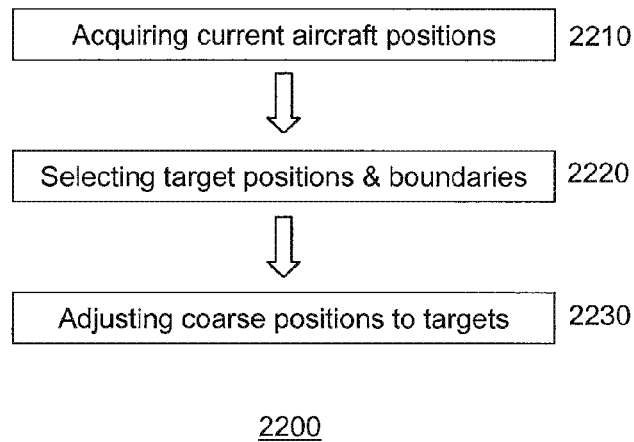 Acquiring current aircraft positions 2210
Selecting target positions & boundaries 2220
Adjusting coarse positions to targets 2230
2200